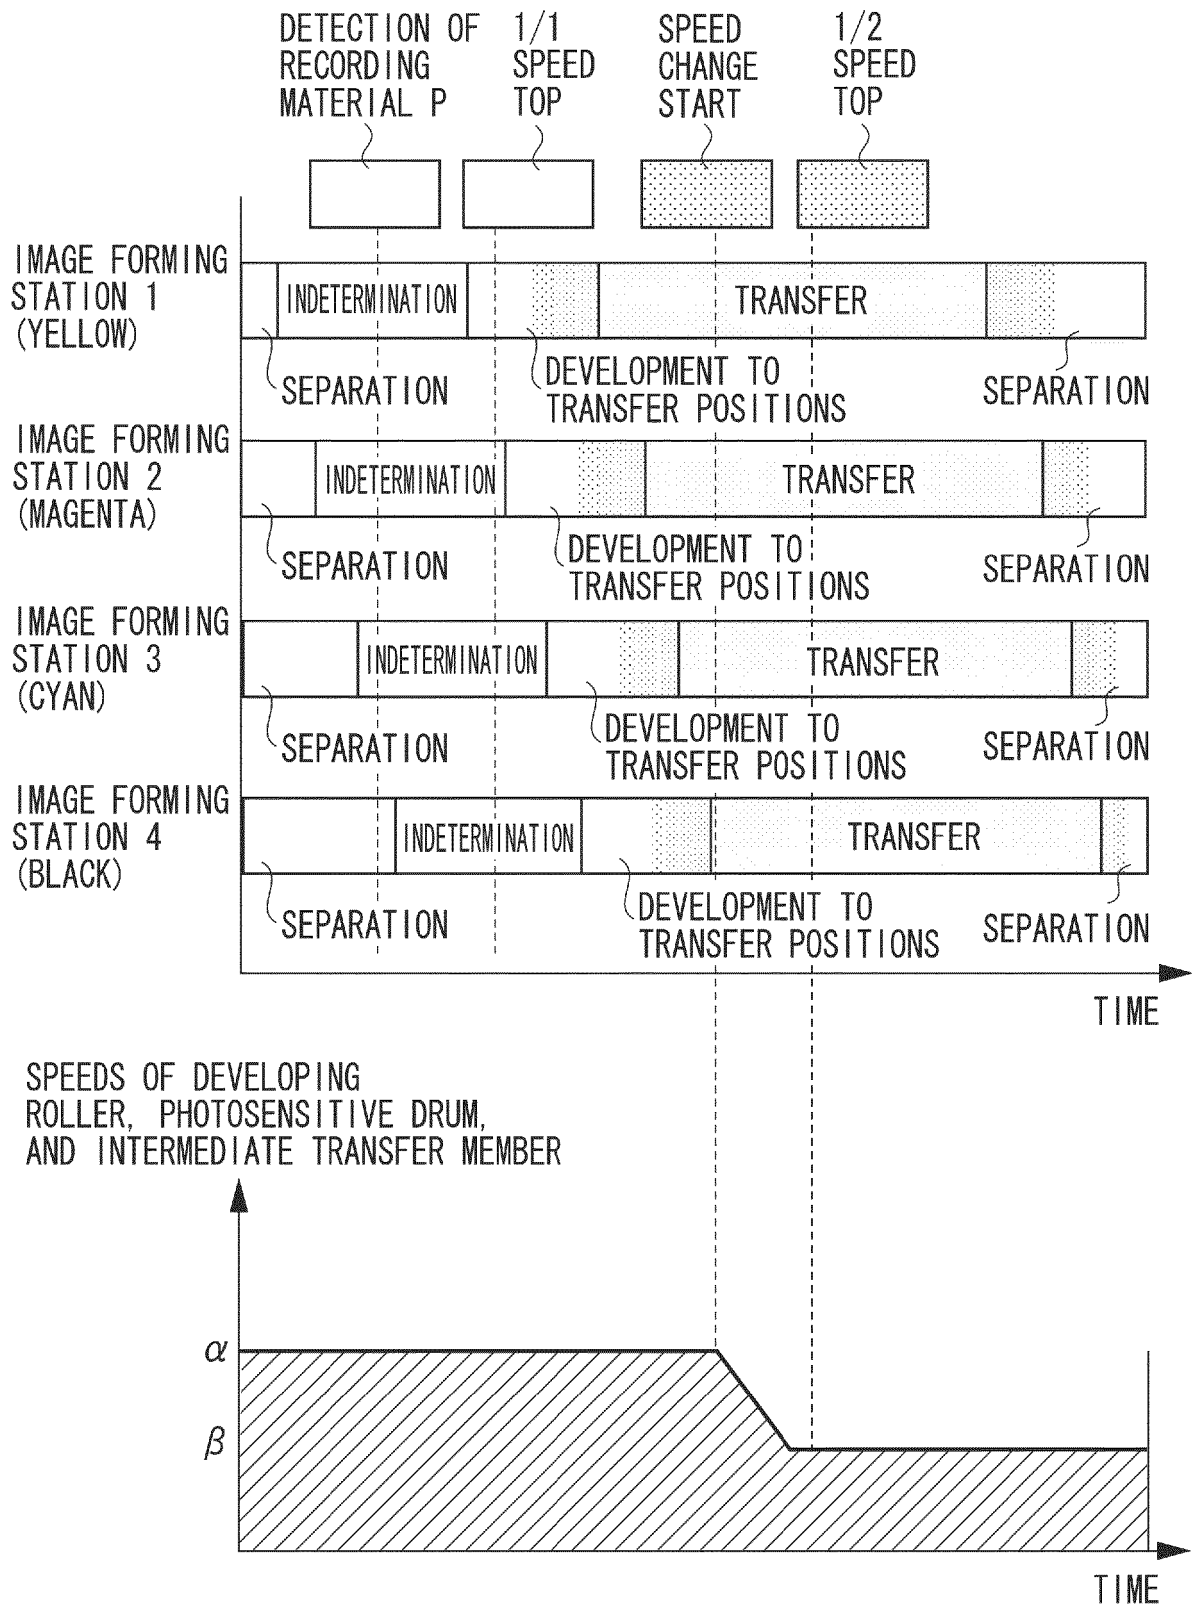 DETECTION OF
RECORDING
MATERIAL P
1/1
SPEED
TOP
SPEED
CHANGE
START
1/2
SPEED
TOP
IMAGE FORMING
STATION 1
(YELLOW)
INDETERMINATION
TRANSFER
SEPARATION
DEVELOPMENT TO
TRANSFER POSITIONS
SEPARATION
IMAGE FORMING
STATION 2
(MAGENTA)
INDETERMINATION
TRANSFER
SEPARATION
DEVELOPMENT TO
TRANSFER POSITIONS
SEPARATION
IMAGE FORMING
STATION 3
(CYAN)
INDETERMINATION
TRANSFER
SEPARATION
DEVELOPMENT TO
TRANSFER POSITIONS
SEPARATION
IMAGE FORMING
STATION 4
(BLACK)
INDETERMINATION
TRANSFER
SEPARATION
DEVELOPMENT TO
TRANSFER POSITIONS
SEPARATION
TIME
SPEEDS OF DEVELOPING
ROLLER, PHOTOSENSITIVE DRUM,
AND INTERMEDIATE TRANSFER MEMBER
α
β
TIME